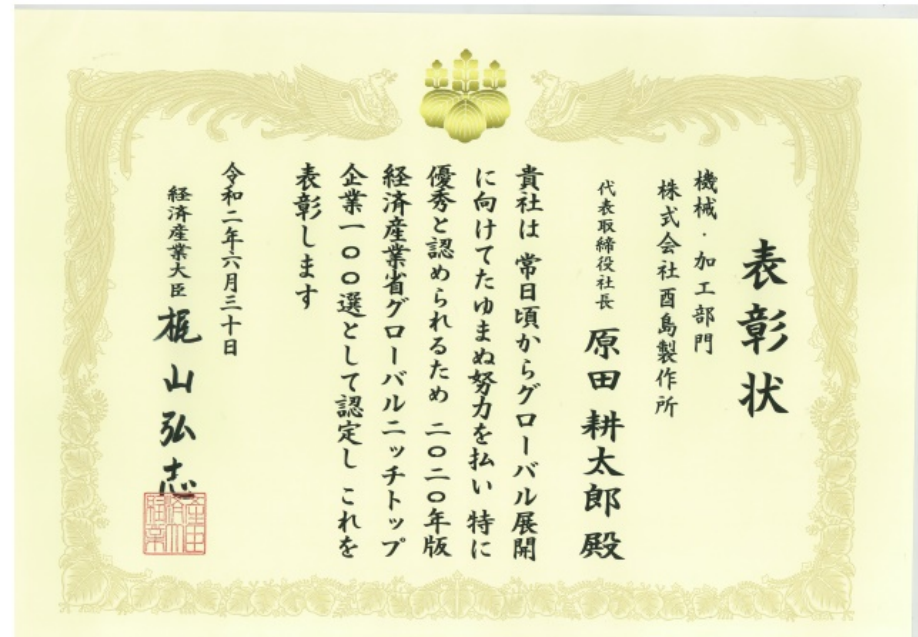 表彰状
機械・加工部門
株式会社酉島製作所
代表取締役社長 原田耕太郎殿
貴社は 常日頃からグローバル展開
に向けてたゆまぬ努力を払い 特に
優秀と認められるため 二〇二〇年版
経済産業省グローバルニッチトップ
企業一〇〇選として認定し これを
表彰します
令和二年六月三十日
経済産業大臣 梶山弘志